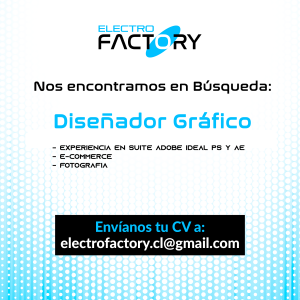 ELECTRO
FACTORY
Nos encontramos en Búsqueda:
Diseñador Gráfico
- EXPERIENCIA EN SUITE ADOBE IDEAL PS Y AE
- E-COMMERCE
- FOTOGRAFIA
Envíanos tu CV a:
electrofactory.cl@gmail.com